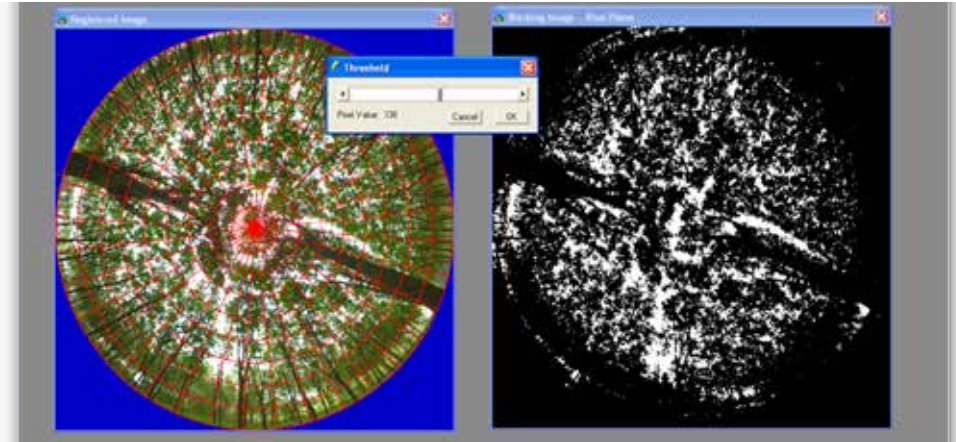 Registered Image
Working Image - Blue Plane
Threshold
Pixel Value:
Cancel
OK